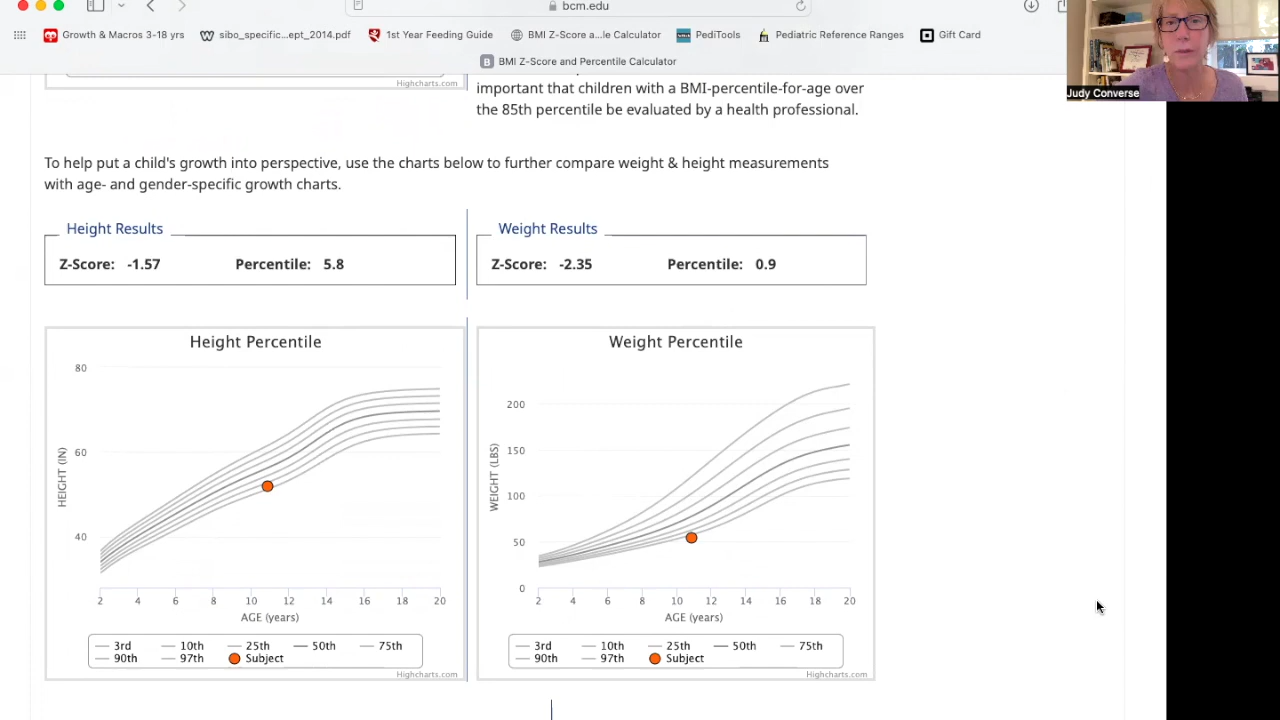 bcm.edu
Growth & Macros 3-18 yrs
sibo_specific...ept_2014.pdf
1st Year Feeding Guide
BMI Z-Score a...le Calculator
PediTools
Pediatric Reference Ranges
Gift Card
B BMI Z-Score and Percentile Calculator
Judy Converse
Highcharts.com
important that children with a BMI-percentile-for-age over
the 85th percentile be evaluated by a health professional.
To help put a child's growth into perspective, use the charts below to further compare weight & height measurements
with age- and gender-specific growth charts.
Height Results
Z-Score: -1.57 Percentile: 5.8
Weight Results
Z-Score: -2.35 Percentile: 0.9
Height Percentile
80
60
40
HEIGHT (IN)
2 4 6 8 10 12 14 16 18 20
AGE (years)
3rd 10th 25th 50th 75th
90th 97th Subject
Highcharts.com
Weight Percentile
200
150
100
50
0
WEIGHT (LBS)
2 4 6 8 10 12 14 16 18 20
AGE (years)
3rd 10th 25th 50th 75th
90th 97th Subject
Highcharts.com